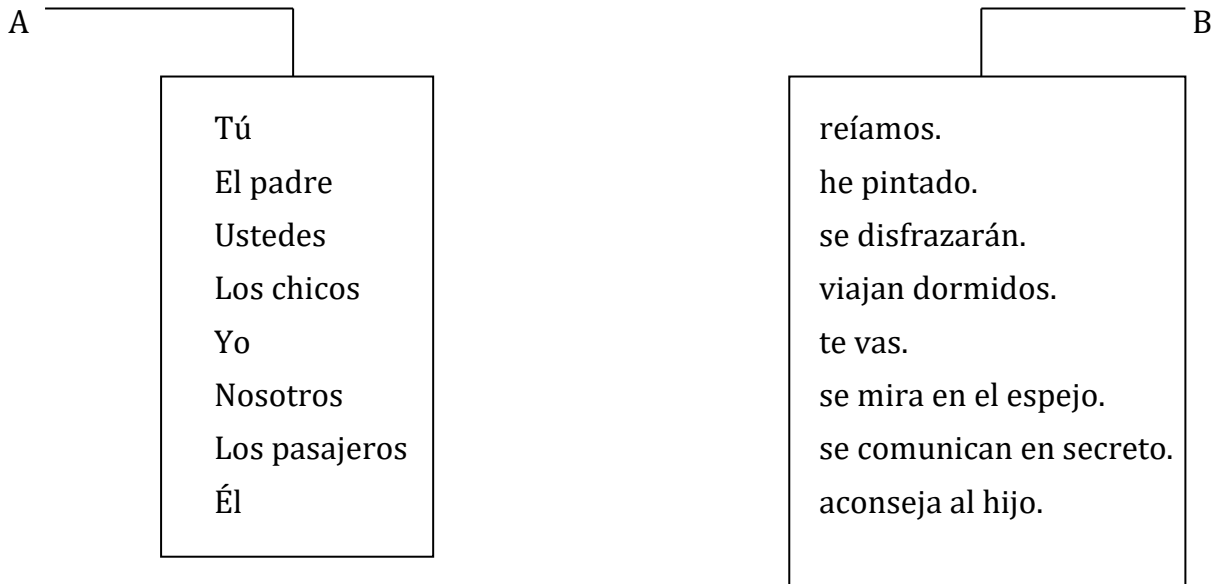 A
B
Tú
El padre
Ustedes
Los chicos
Yo
Nosotros
Los pasajeros
Él
reíamos.
he pintado.
se disfrazarán.
viajan dormidos.
te vas.
se mira en el espejo.
se comunican en secreto.
aconseja al hijo.